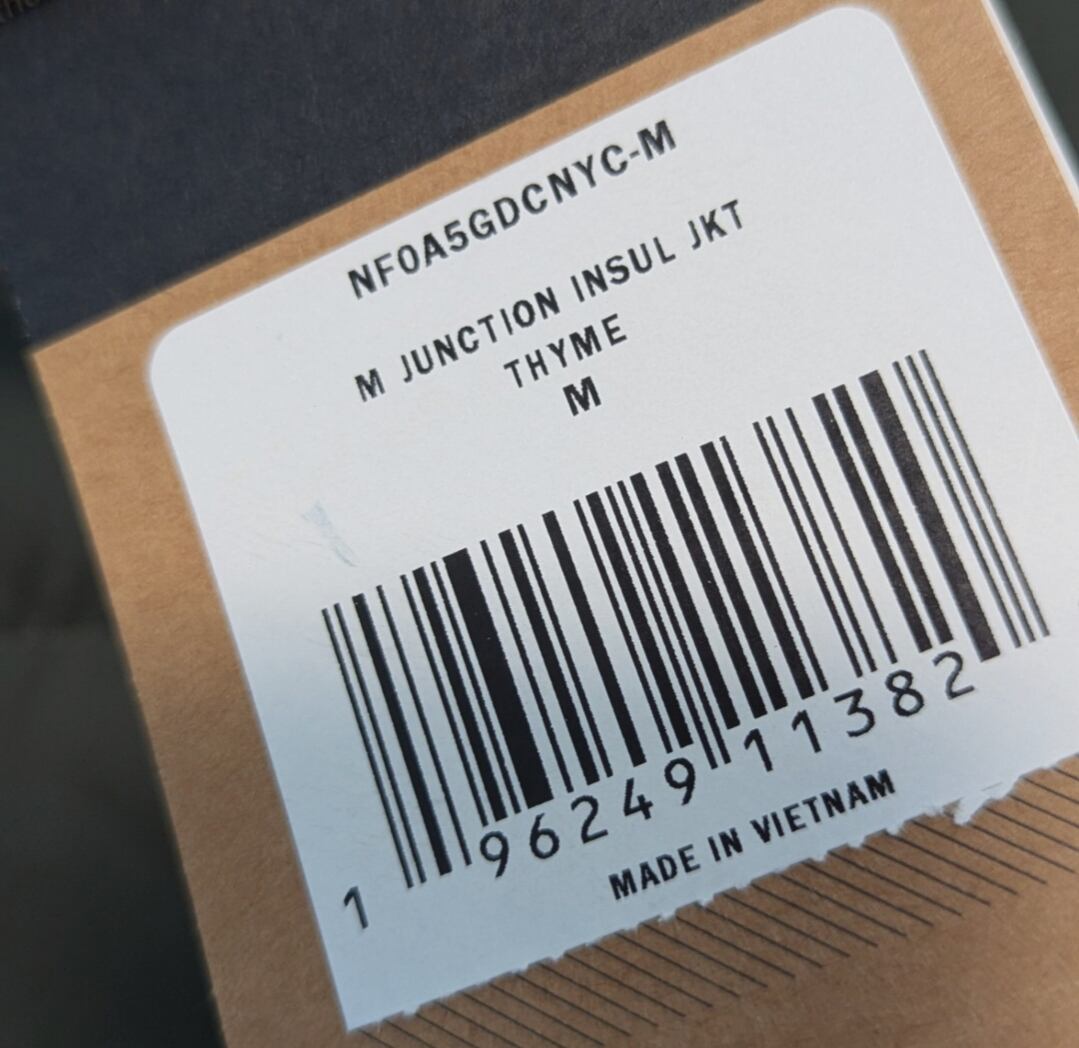 NF0A5GDCNYC-M
M JUNCTION INSUL JKT
THYME
M
1 96249 11382
MADE IN VIETNAM